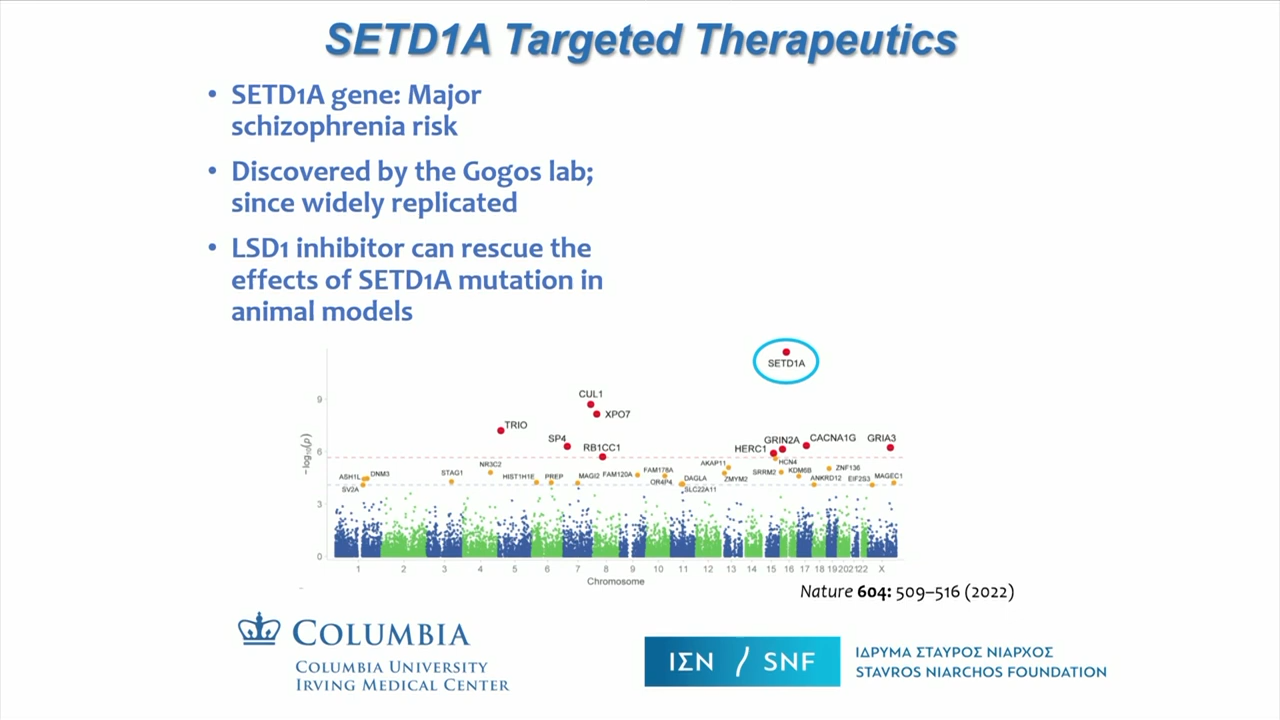 SETD1A Targeted Therapeutics
• SETD1A gene: Major
schizophrenia risk
• Discovered by the Gogos lab;
since widely replicated
• LSD1 inhibitor can rescue the
effects of SETD1A mutation in
animal models
SETD1A
CUL1
XPO7
TRIO
SP4
RB1CC1
HERC1
GRIN2A
CACNA1G
GRIA3
ASH1L
DNM3
SV2A
STAG1
NR3C2
HIST1H1E
PREP
MAGI2
FAM120A
FAM178A
OR4P4
DAGLA
SLC22A11
AKAP11
ZMYM2
SRRM2
HCN4
KDM6B
ZNF136
ANKRD12
EIF2S3
MAGEC1
9
6
3
0
− log₁₀(p)
1 2 3 4 5 6 7 8 9 10 11 12 13 14 15 16 17 18 19 20 21 22 X
Chromosome
Nature 604: 509–516 (2022)
COLUMBIA
COLUMBIA UNIVERSITY
IRVING MEDICAL CENTER
ΙΣΝ / SNF
ΙΔΡΥΜΑ ΣΤΑΥΡΟΣ ΝΙΑΡΧΟΣ
STAVROS NIARCHOS FOUNDATION